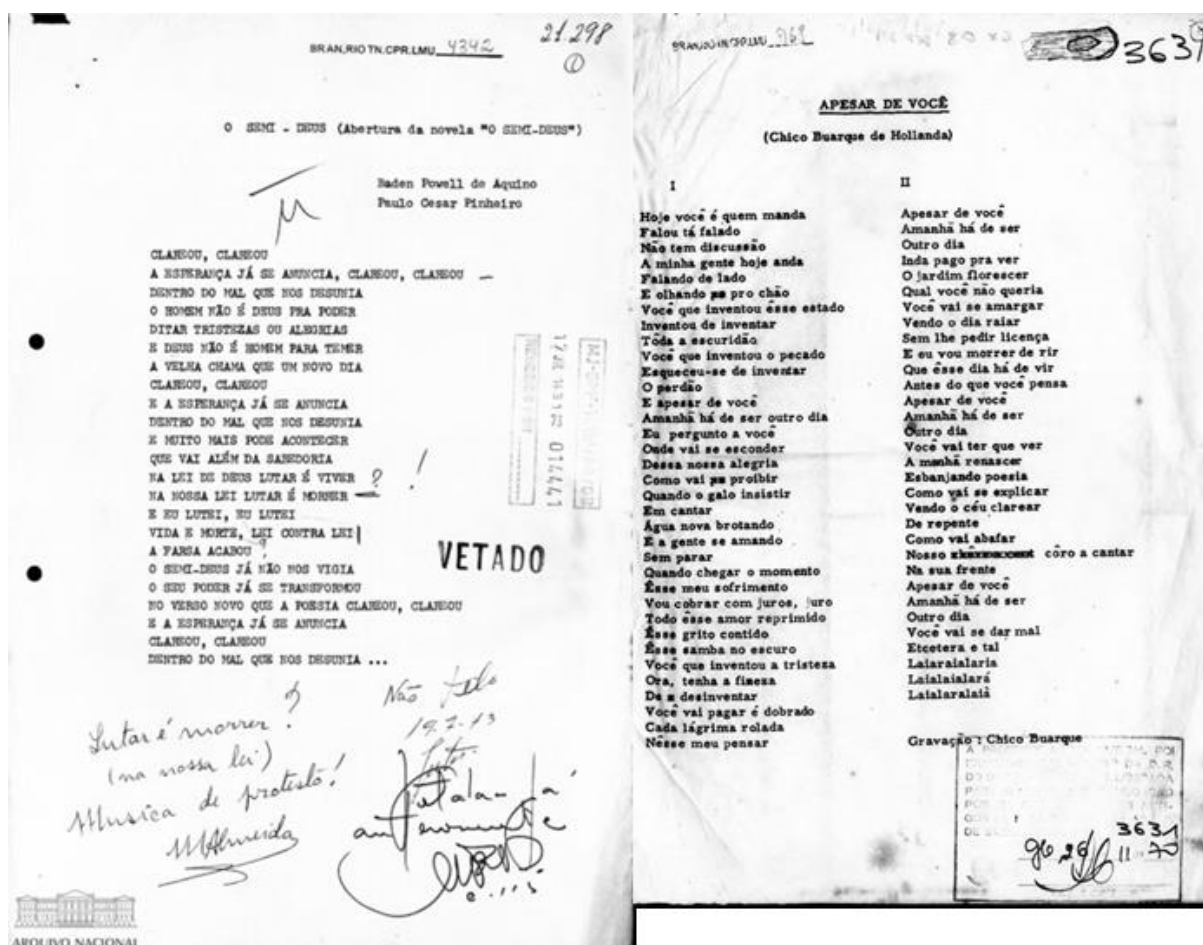 BR AN,RIO TN.CPR.LMU 4342
21.298
O SEMI - DEUS (Abertura da novela "O SEMI-DEUS")
Baden Powell de Aquino
Paulo Cesar Pinheiro
CLAREOU, CLAREOU
A ESPERANÇA JÁ SE ANUNCIA, CLAREOU, CLAREOU
DENTRO DO MAL QUE NOS DESUNIA
O HOMEM NÃO É DEUS PRA PODER
DITAR TRISTEZAS OU ALEGRIAS
E DEUS NÃO É HOMEM PARA TEMER
A VELHA CHAMA QUE UM NOVO DIA
CLAREOU, CLAREOU
E A ESPERANÇA JÁ SE ANUNCIA
DENTRO DO MAL QUE NOS DESUNIA
E MUITO MAIS PODE ACONTECER
QUE VAI ALÉM DA SABEDORIA
NA LEI DE DEUS LUTAR É VIVER ? !
NA NOSSA LEI LUTAR É MORRER
E EU LUTEI, EU LUTEI
VIDA E MORTE, LEI CONTRA LEI
A FARSA ACABOU ?
O SEMI-DEUS JÁ NÃO NOS VIGIA
O SEU PODER JÁ SE TRANSFORMOU
NO VERSO NOVO QUE A POESIA CLAREOU, CLAREOU
E A ESPERANÇA JÁ SE ANUNCIA
CLAREOU, CLAREOU
DENTRO DO MAL QUE NOS DESUNIA ...
014441
VETADO
Lutar é morrer ?
(na nossa lei)
Musica de protesto!
MAlmeida
Não
19.7.73
ARQUIVO NACIONAL
3631
APESAR DE VOCÊ
(Chico Buarque de Hollanda)
I
Hoje você é quem manda
Falou tá falado
Não tem discussão
A minha gente hoje anda
Falando de lado
E olhando pro chão
Você que inventou êsse estado
Inventou de inventar
Tôda a escuridão
Você que inventou o pecado
Esqueceu-se de inventar
O perdão
E apesar de você
Amanhã há de ser outro dia
Eu pergunto a você
Onde vai se esconder
Dessa nossa alegria
Como vai proibir
Quando o galo insistir
Em cantar
Água nova brotando
E a gente se amando
Sem parar
Quando chegar o momento
Êsse meu sofrimento
Vou cobrar com juros, juro
Todo êsse amor reprimido
Êsse grito contido
Êsse samba no escuro
Você que inventou a tristeza
Ora, tenha a fineza
De desinventar
Você vai pagar é dobrado
Cada lágrima rolada
Nêsse meu pensar
II
Apesar de você
Amanhã há de ser
Outro dia
Inda pago pra ver
O jardim florescer
Qual você não queria
Você vai se amargar
Vendo o dia raiar
Sem lhe pedir licença
E eu vou morrer de rir
Que êsse dia há de vir
Antes do que você pensa
Apesar de você
Amanhã há de ser
Outro dia
Você vai ter que ver
A manhã renascer
Esbanjando poesia
Como vai se explicar
Vendo o céu clarear
De repente
Como vai abafar
Nosso côro a cantar
Na sua frente
Apesar de você
Amanhã há de ser
Outro dia
Você vai se dar mal
Etcetera e tal
Laiaraialaria
Laialaialará
Laialaralaiá
Gravação : Chico Buarque
3631